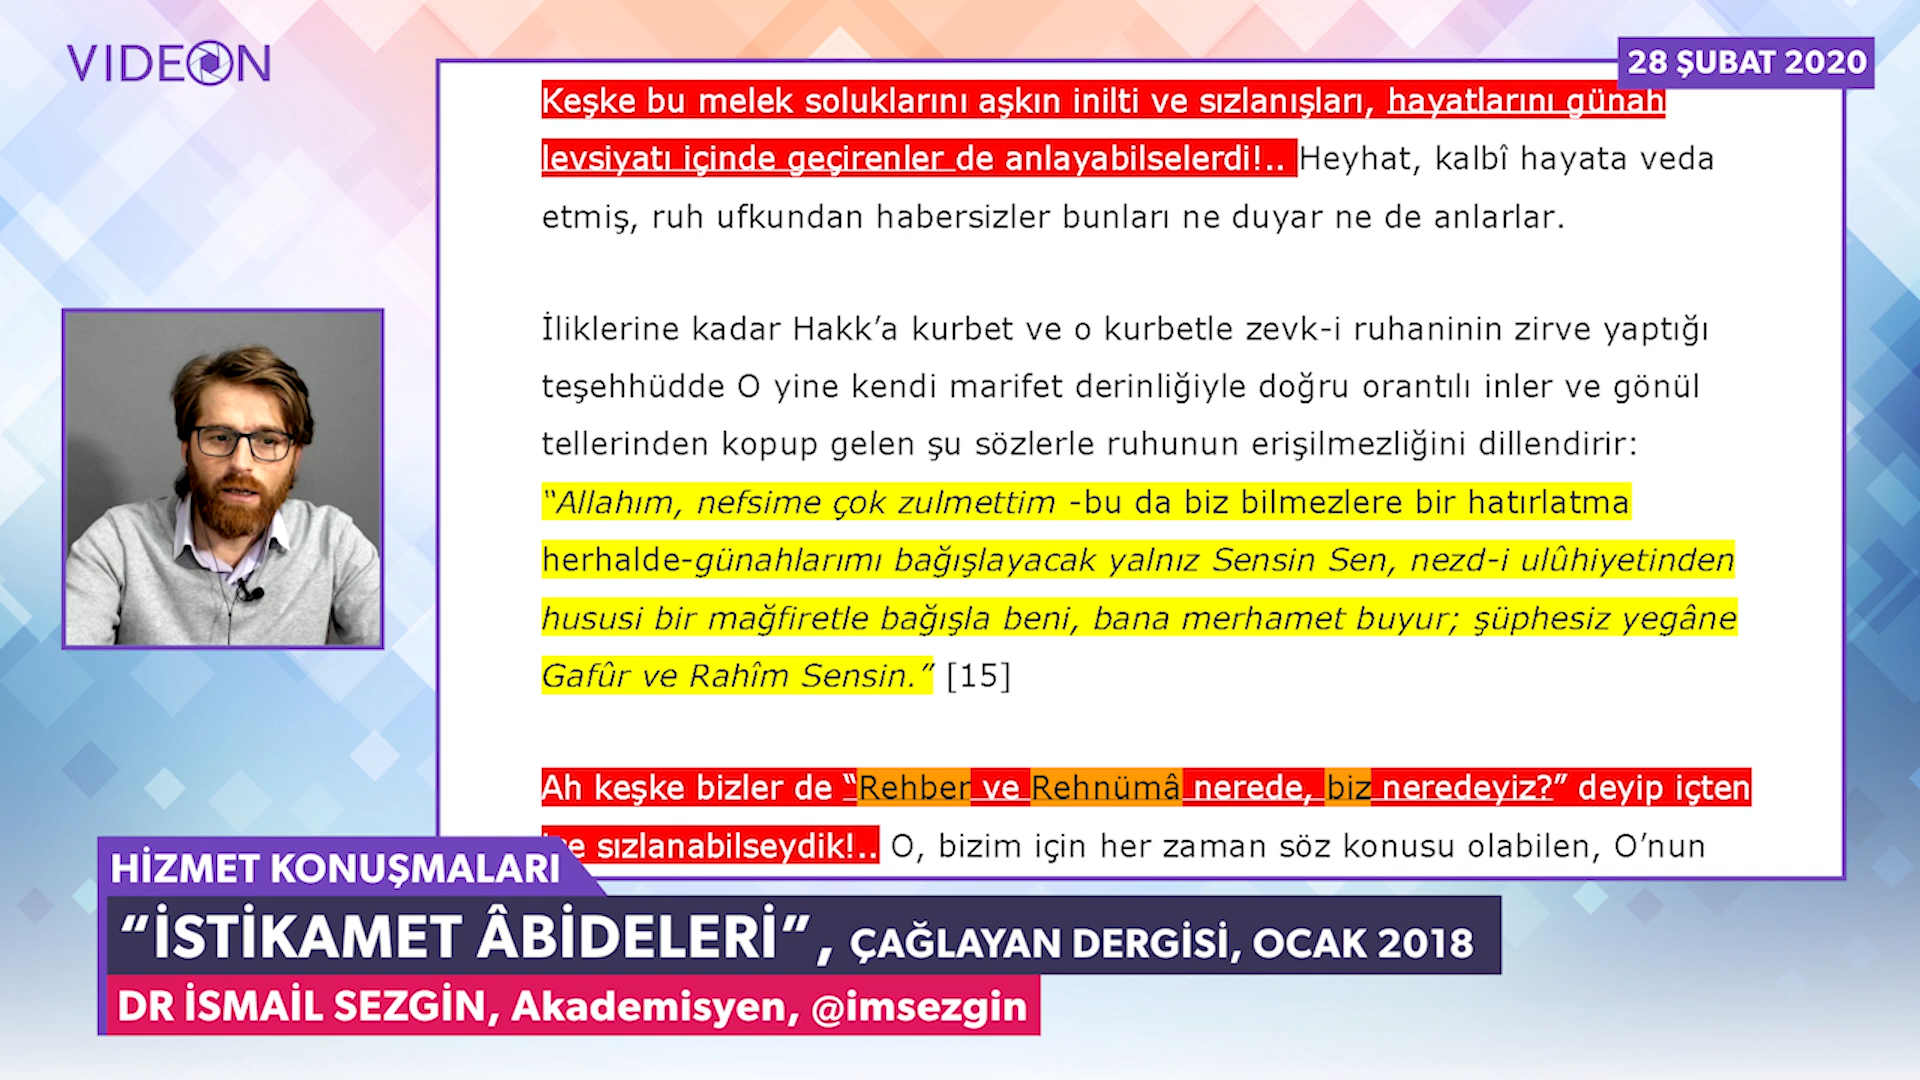 VIDEON
28 ŞUBAT 2020
Keşke bu melek soluklarını aşkın inilti ve sızlanışları, hayatlarını günah
levsiyatı içinde geçirenler de anlayabilselerdi!.. Heyhat, kalbî hayata veda
etmiş, ruh ufkundan habersizler bunları ne duyar ne de anlarlar.
İliklerine kadar Hakk’a kurbet ve o kurbetle zevk-i ruhaninin zirve yaptığı
teşehhüdde O yine kendi marifet derinliğiyle doğru orantılı inler ve gönül
tellerinden kopup gelen şu sözlerle ruhunun erişilmezliğini dillendirir:
“Allahım, nefsime çok zulmettim -bu da biz bilmezlere bir hatırlatma
herhalde-günahlarımı bağışlayacak yalnız Sensin Sen, nezd-i ulûhiyetinden
hususi bir mağfiretle bağışla beni, bana merhamet buyur; şüphesiz yegâne
Gafûr ve Rahîm Sensin.” [15]
Ah keşke bizler de “Rehber ve Rehnümâ nerede, biz neredeyiz?” deyip içten
sızlanabilseydik!.. O, bizim için her zaman söz konusu olabilen, O’nun
HİZMET KONUŞMALARI
“İSTİKAMET ÂBİDELERİ”, ÇAĞLAYAN DERGİSİ, OCAK 2018
DR İSMAİL SEZGİN, Akademisyen, @imsezgin